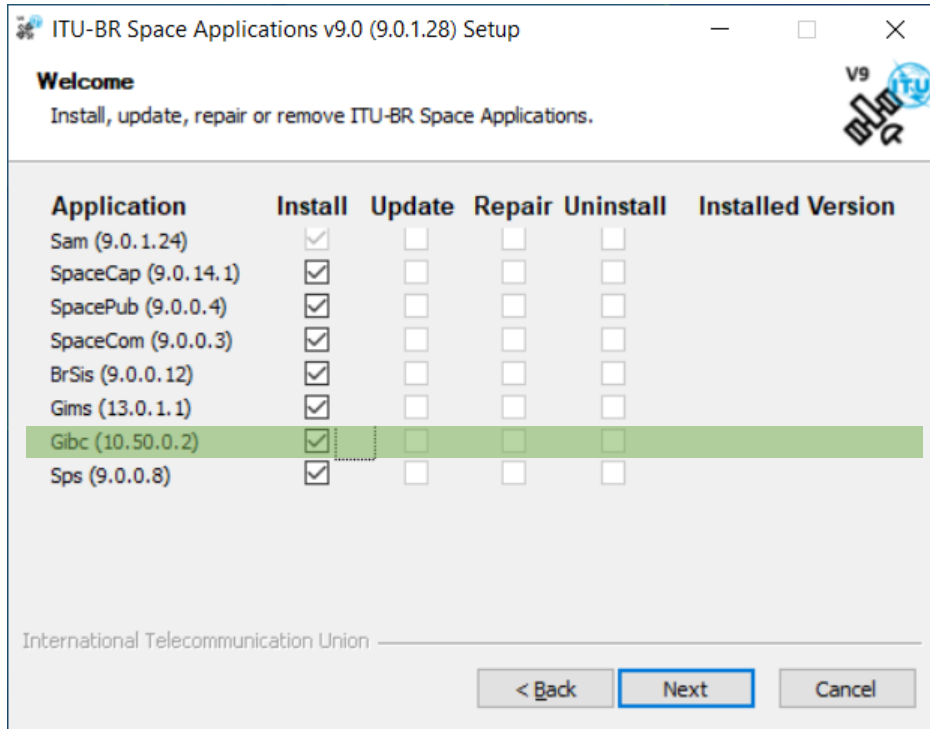 ITU-BR Space Applications v9.0 (9.0.1.28) Setup
Welcome
Install, update, repair or remove ITU-BR Space Applications.
V9
ITU
Application Install Update Repair Uninstall Installed Version
Sam (9.0.1.24)
SpaceCap (9.0.14.1)
SpacePub (9.0.0.4)
SpaceCom (9.0.0.3)
BrSis (9.0.0.12)
Gims (13.0.1.1)
Gibc (10.50.0.2)
Sps (9.0.0.8)
International Telecommunication Union
< Back Next Cancel